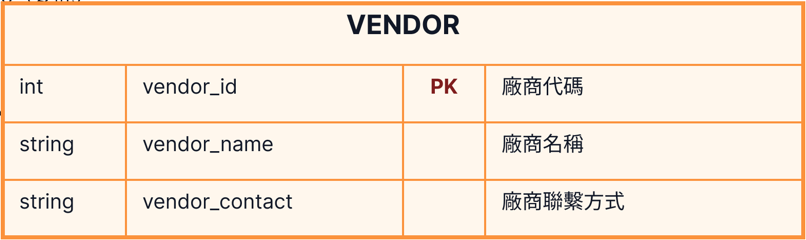 VENDOR
int vendor_id PK 廠商代碼
string vendor_name 廠商名稱
string vendor_contact 廠商聯繫方式